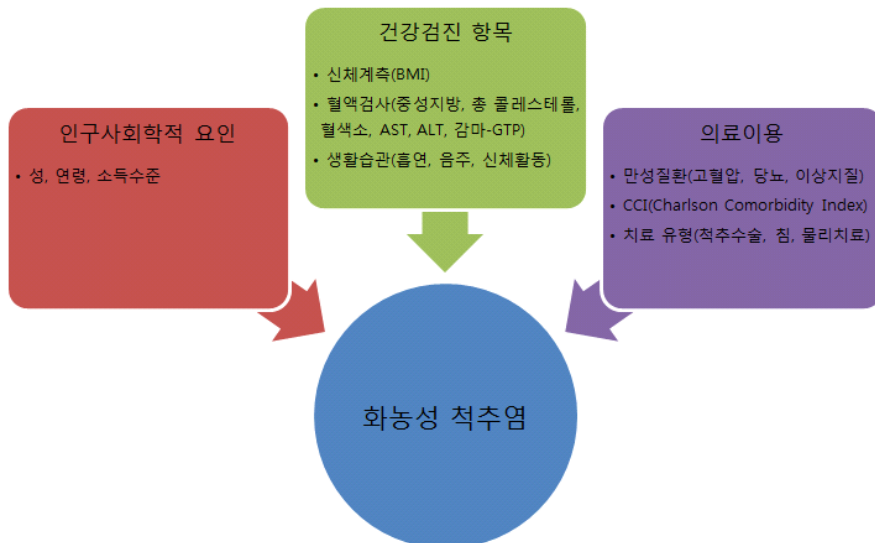 건강검진 항목
• 신체계측(BMI)
• 혈액검사(중성지방, 총 콜레스테롤,
혈색소, AST, ALT, 감마-GTP)
• 생활습관(흡연, 음주, 신체활동)
인구사회학적 요인
• 성, 연령, 소득수준
의료이용
• 만성질환(고혈압, 당뇨, 이상지질)
• CCI(Charlson Comorbidity Index)
• 치료 유형(척추수술, 침, 물리치료)
화농성 척추염